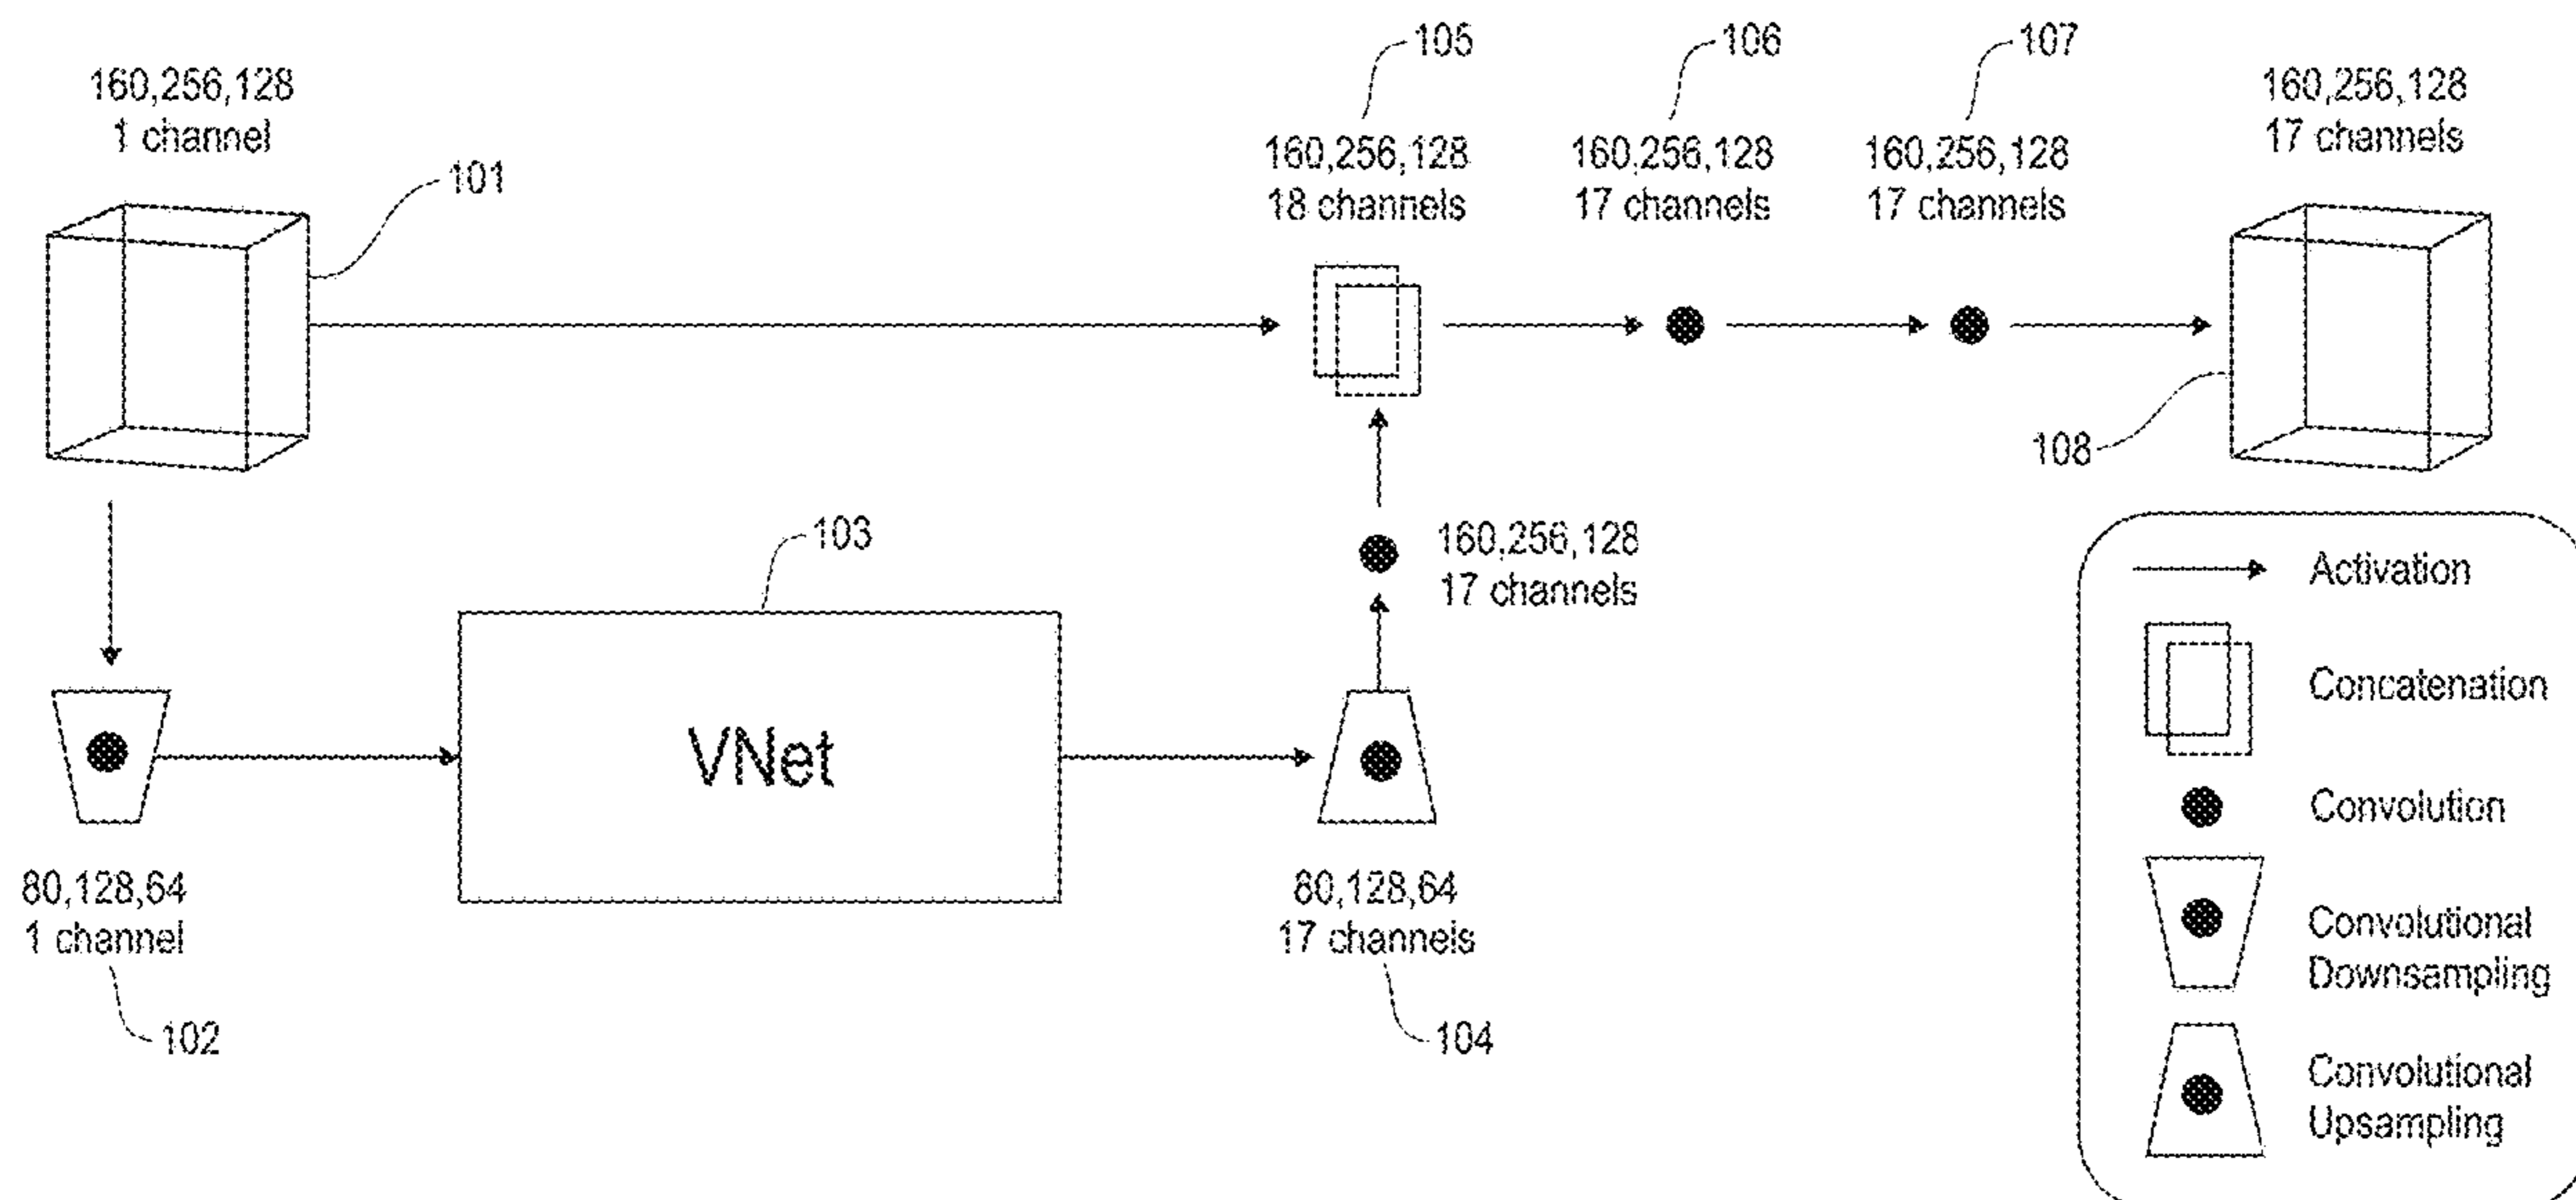 160,256,128
1 channel
101
105
160,256,128
18 channels
106
160,256,128
17 channels
107
160,256,128
17 channels
160,256,128
17 channels
108
103
VNet
160,256,128
17 channels
80,128,64
1 channel
102
80,128,64
17 channels
104
Activation
Concatenation
Convolution
Convolutional
Downsampling
Convolutional
Upsampling